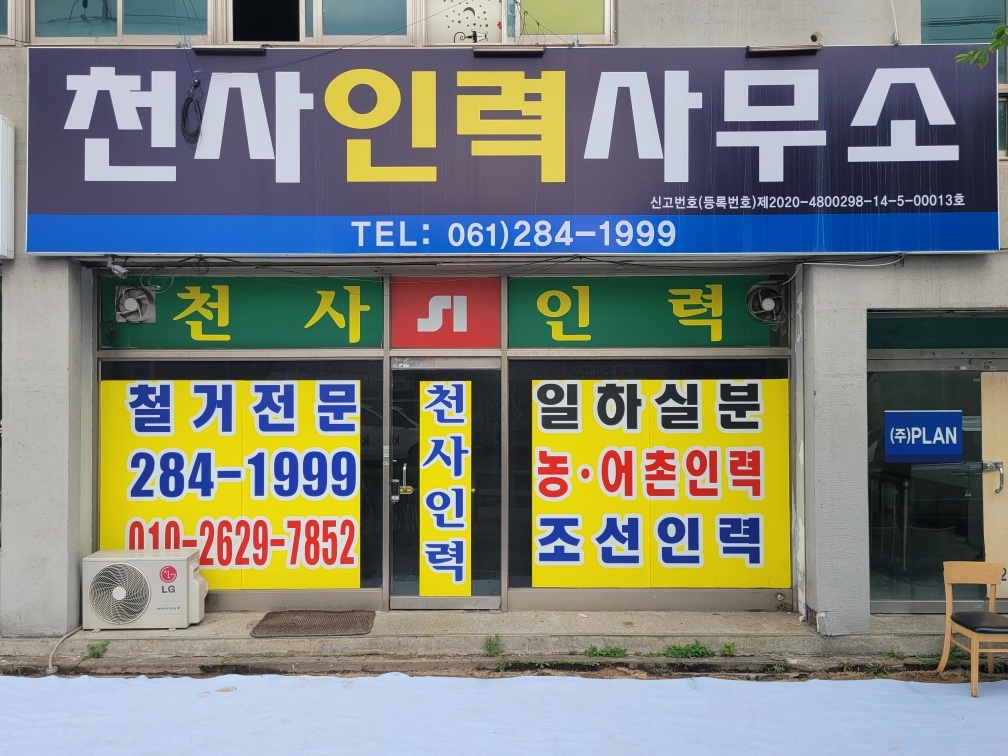 천사인력사무소
신고번호(등록번호)제2020-4800298-14-5-00013호
TEL: 061)284-1999
천 사
SI
인 력
철거전문
284-1999
010-2629-7852
천사인력
일하실분
농·어촌인력
조선인력
(주)PLAN
LG